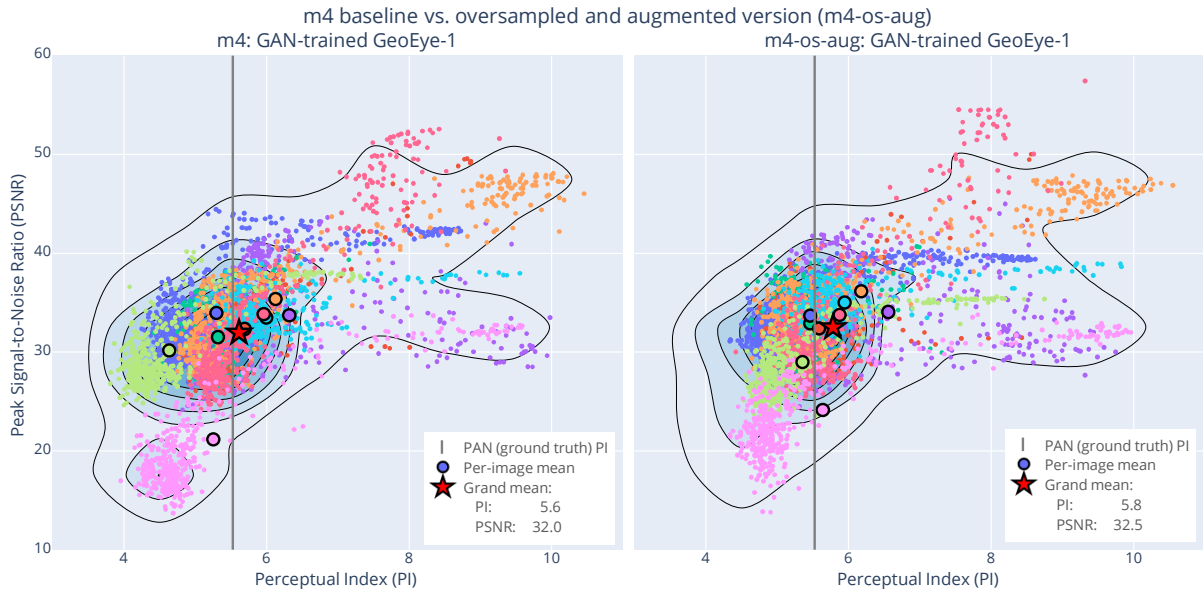 m4 baseline vs. oversampled and augmented version (m4-os-aug)
m4: GAN-trained GeoEye-1
m4-os-aug: GAN-trained GeoEye-1
Peak Signal-to-Noise Ratio (PSNR)
60
50
40
30
20
10
PAN (ground truth) PI
Per-image mean
Grand mean:
PI: 5.6
PSNR: 32.0
4 6 8 10
Perceptual Index (PI)
PAN (ground truth) PI
Per-image mean
Grand mean:
PI: 5.8
PSNR: 32.5
4 6 8 10
Perceptual Index (PI)